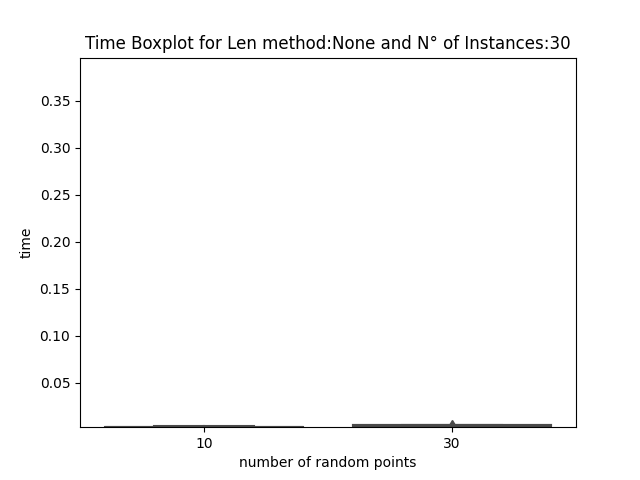 Time Boxplot for Len method:None and N° of Instances:30
0.35
0.30
0.25
0.20
0.15
0.10
0.05
time
10 30
number of random points